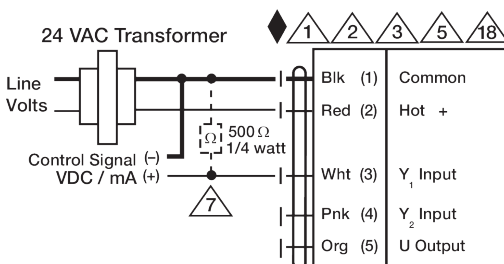 1 2 3 5 18
24 VAC Transformer
Line
Volts
Blk (1) Common
Red (2) Hot +
Ω 500 Ω
1/4 watt
Control Signal (–)
VDC / mA (+)
Wht (3) Y₁ Input
7
Pnk (4) Y₂ Input
Org (5) U Output